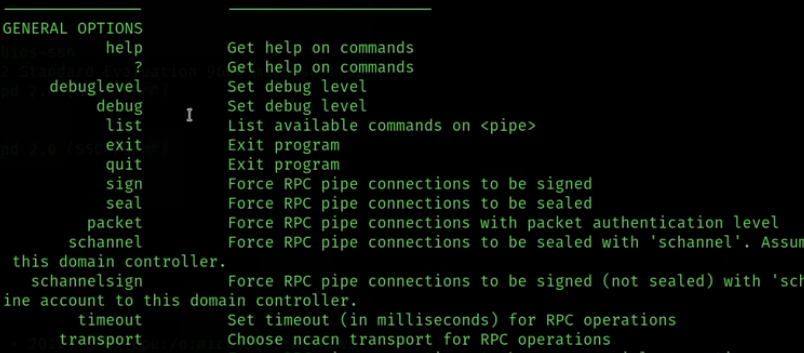 GENERAL OPTIONS
help Get help on commands
? Get help on commands
debuglevel Set debug level
debug Set debug level
list List available commands on <pipe>
exit Exit program
quit Exit program
sign Force RPC pipe connections to be signed
seal Force RPC pipe connections to be sealed
packet Force RPC pipe connections with packet authentication level
schannel Force RPC pipe connections to be sealed with 'schannel'. Assum
this domain controller.
schannelsign Force RPC pipe connections to be signed (not sealed) with 'sch
ine account to this domain controller.
timeout Set timeout (in milliseconds) for RPC operations
transport Choose ncacn transport for RPC operations